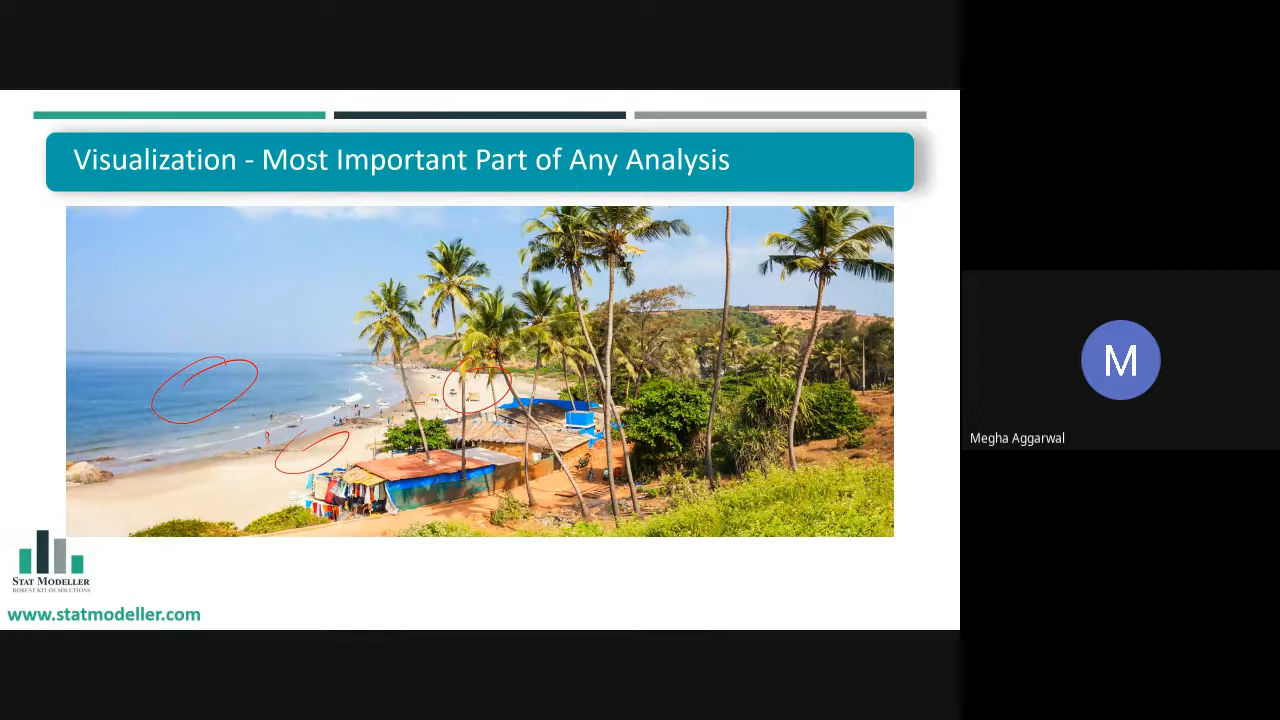 Visualization - Most Important Part of Any Analysis
M
Megha Aggarwal
STAT MODELLER
ROBUST KIT OF SOLUTIONS
www.statmodeller.com